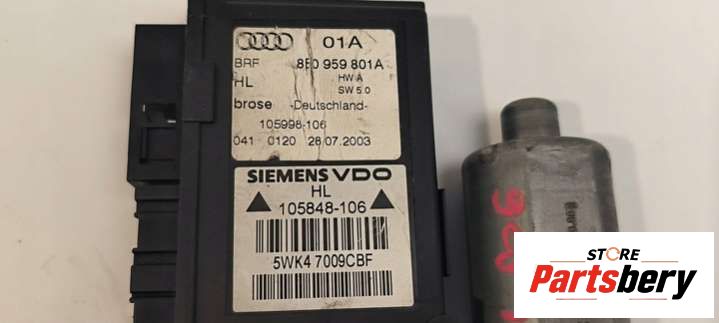 01A
BRF 8E0 959 801A
HL HW A
SW 5.0
brose -Deutschland-
105998-106
041 0120 28.07.2003
SIEMENS VDO
HL
105848-106
5WK4 7009CBF
STORE
Partsbery